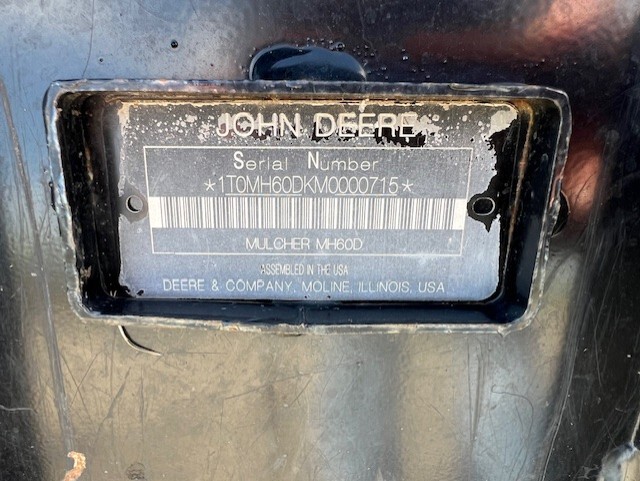 JOHN DEERE
Serial Number
*1T0MH60DKM0000715*
MULCHER MH60D
ASSEMBLED IN THE USA
DEERE & COMPANY, MOLINE, ILLINOIS, USA